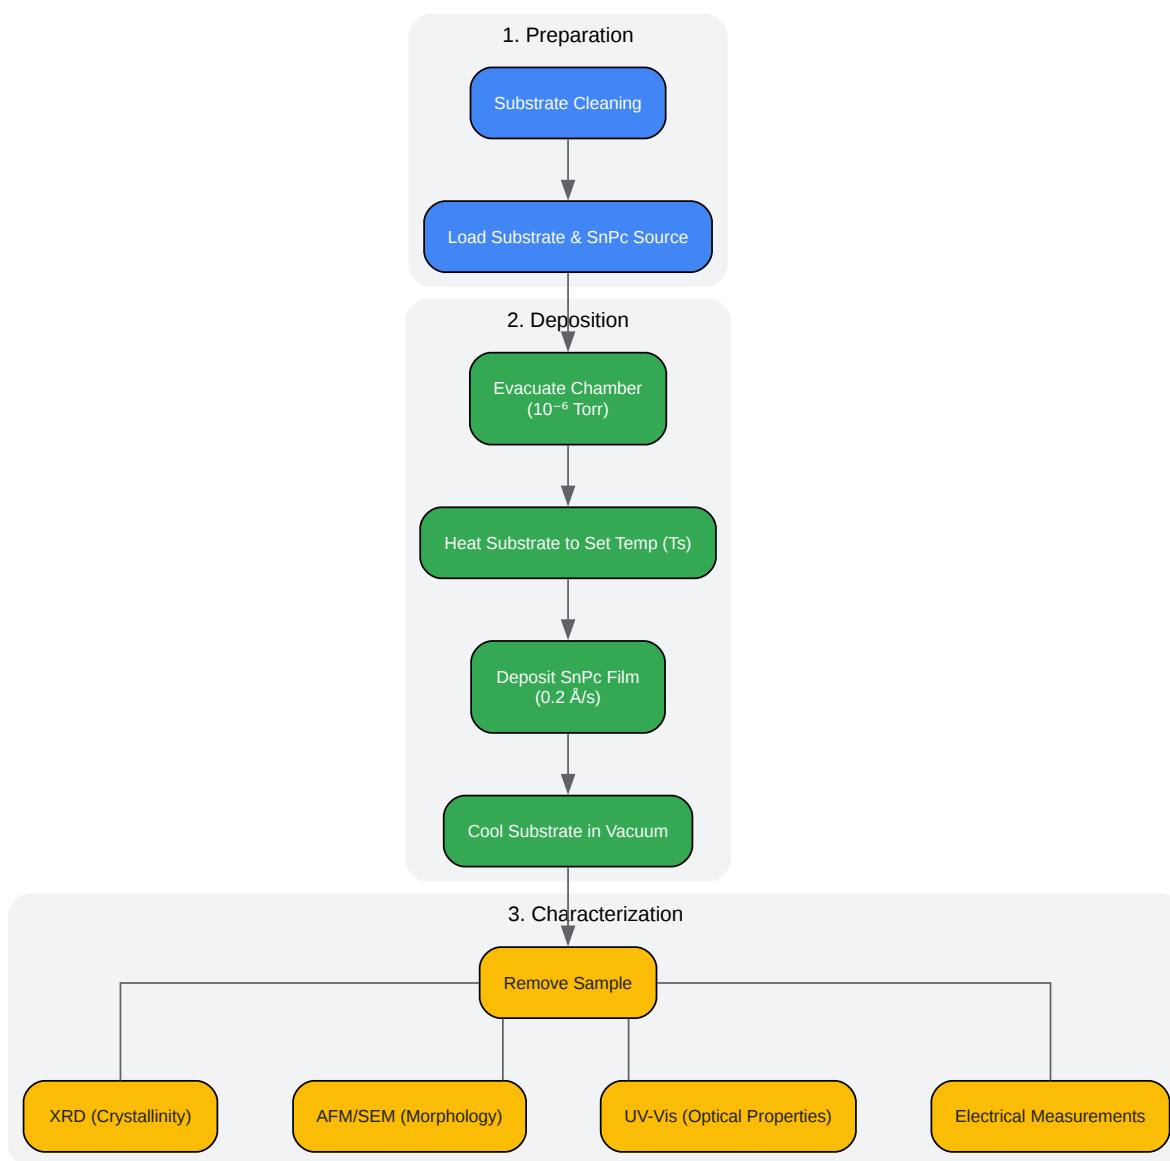 1. Preparation
Substrate Cleaning
Load Substrate & SnPc Source
2. Deposition
Evacuate Chamber
(10⁻⁶ Torr)
Heat Substrate to Set Temp (Ts)
Deposit SnPc Film
(0.2 Å/s)
Cool Substrate in Vacuum
3. Characterization
Remove Sample
XRD (Crystallinity)
AFM/SEM (Morphology)
UV-Vis (Optical Properties)
Electrical Measurements